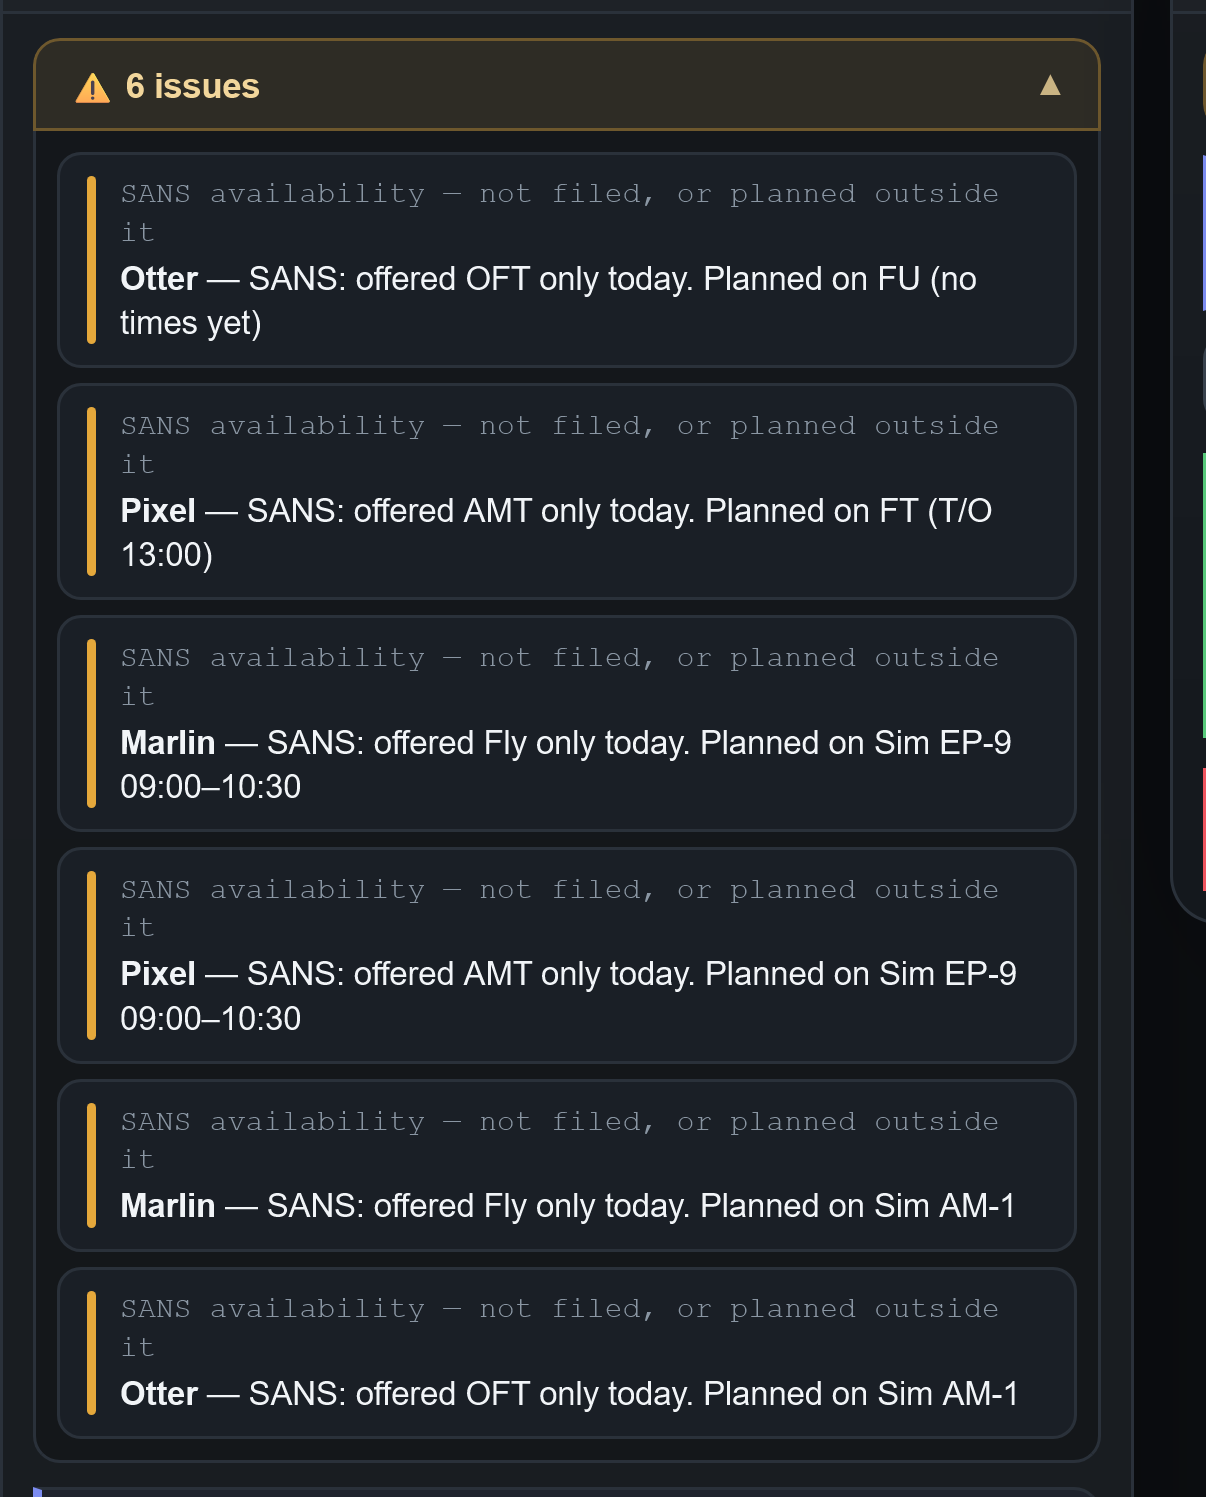 ⚠️ 6 issues ▲
SANS availability — not filed, or planned outside
it
Otter — SANS: offered OFT only today. Planned on FU (no
times yet)
SANS availability — not filed, or planned outside
it
Pixel — SANS: offered AMT only today. Planned on FT (T/O
13:00)
SANS availability — not filed, or planned outside
it
Marlin — SANS: offered Fly only today. Planned on Sim EP-9
09:00–10:30
SANS availability — not filed, or planned outside
it
Pixel — SANS: offered AMT only today. Planned on Sim EP-9
09:00–10:30
SANS availability — not filed, or planned outside
it
Marlin — SANS: offered Fly only today. Planned on Sim AM-1
SANS availability — not filed, or planned outside
it
Otter — SANS: offered OFT only today. Planned on Sim AM-1